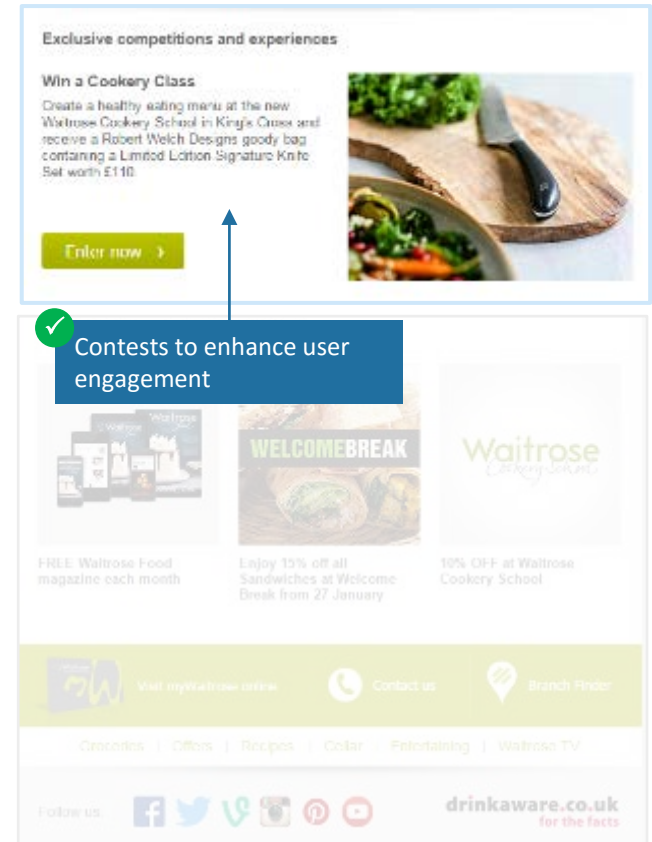 Exclusive competitions and experiences
Win a Cookery Class
Create a healthy eating menu at the new
Waitrose Cookery School in King's Cross and
receive a Robert Welch Designs goody bag
containing a Limited Edition Signature Knife
Set worth £110.
Enter now ›
Contests to enhance user
engagement
Waitrose
WELCOMEBREAK
Waitrose
Cookery School
FREE Waitrose Food
magazine each month
Enjoy 15% off all
Sandwiches at Welcome
Break from 27 January
10% OFF at Waitrose
Cookery School
Visit myWaitrose online
Contact us
Branch Finder
Groceries | Offers | Recipes | Cellar | Entertaining | Waitrose TV
Follow us:
drinkaware.co.uk
for the facts